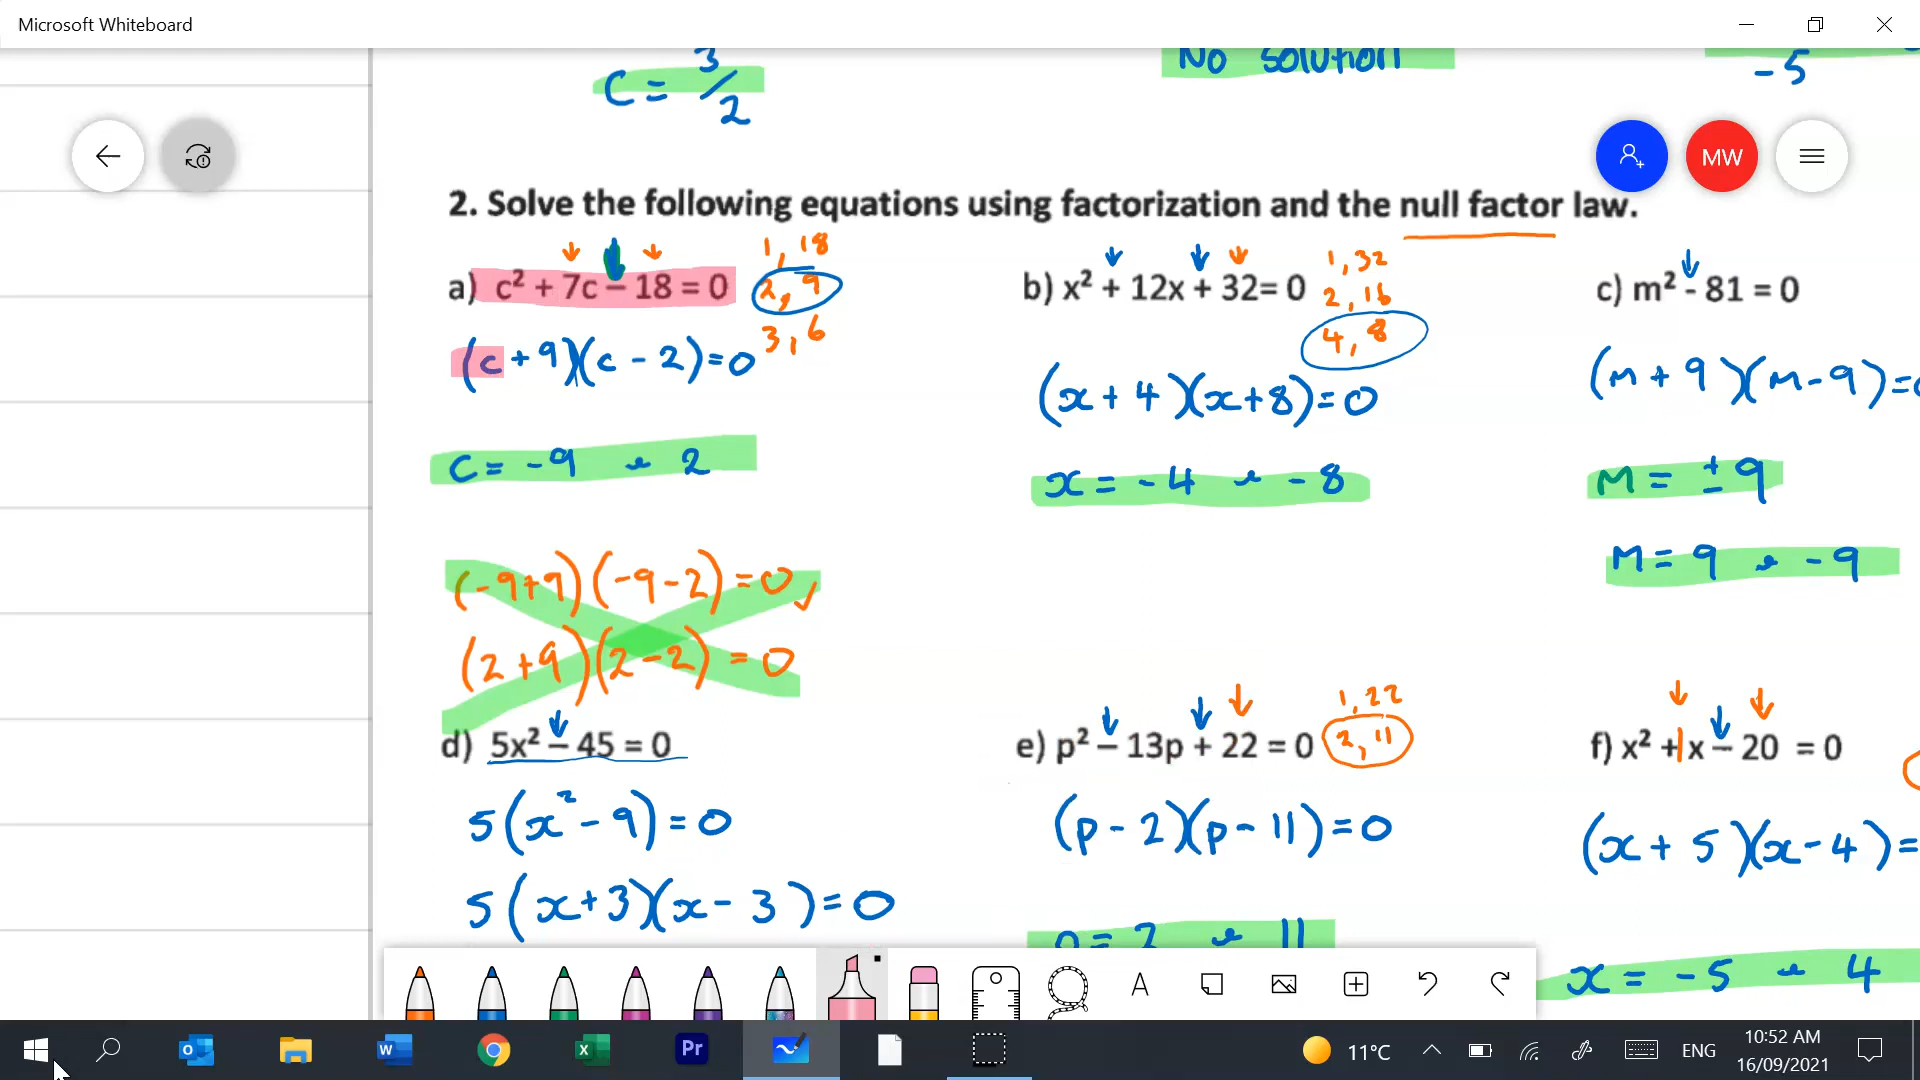 Microsoft Whiteboard
C = 3/2
No solution
-5
MW
2. Solve the following equations using factorization and the null factor law.
a) c² + 7c – 18 = 0
1, 18
2, 9
3, 6
(c + 9)(c - 2) = 0
C = -9 & 2
(-9+9)(-9-2) = 0 ✓
(2+9)(2-2) = 0
b) x² + 12x + 32= 0
1, 32
2, 16
4, 8
(x + 4)(x + 8) = 0
x = -4 & -8
c) m² - 81 = 0
(m + 9)(m - 9) =
M = ± 9
M = 9 & -9
d) 5x² – 45 = 0
5(x² - 9) = 0
5(x+3)(x - 3) = 0
e) p² – 13p + 22 = 0
1, 22
2, 11
(p - 2)(p - 11) = 0
p = 2 & 11
f) x² +1x – 20 = 0
(x + 5)(x - 4) =
x = -5 & 4
A
O
W
X
Pr
11°C
ENG
10:52 AM
16/09/2021